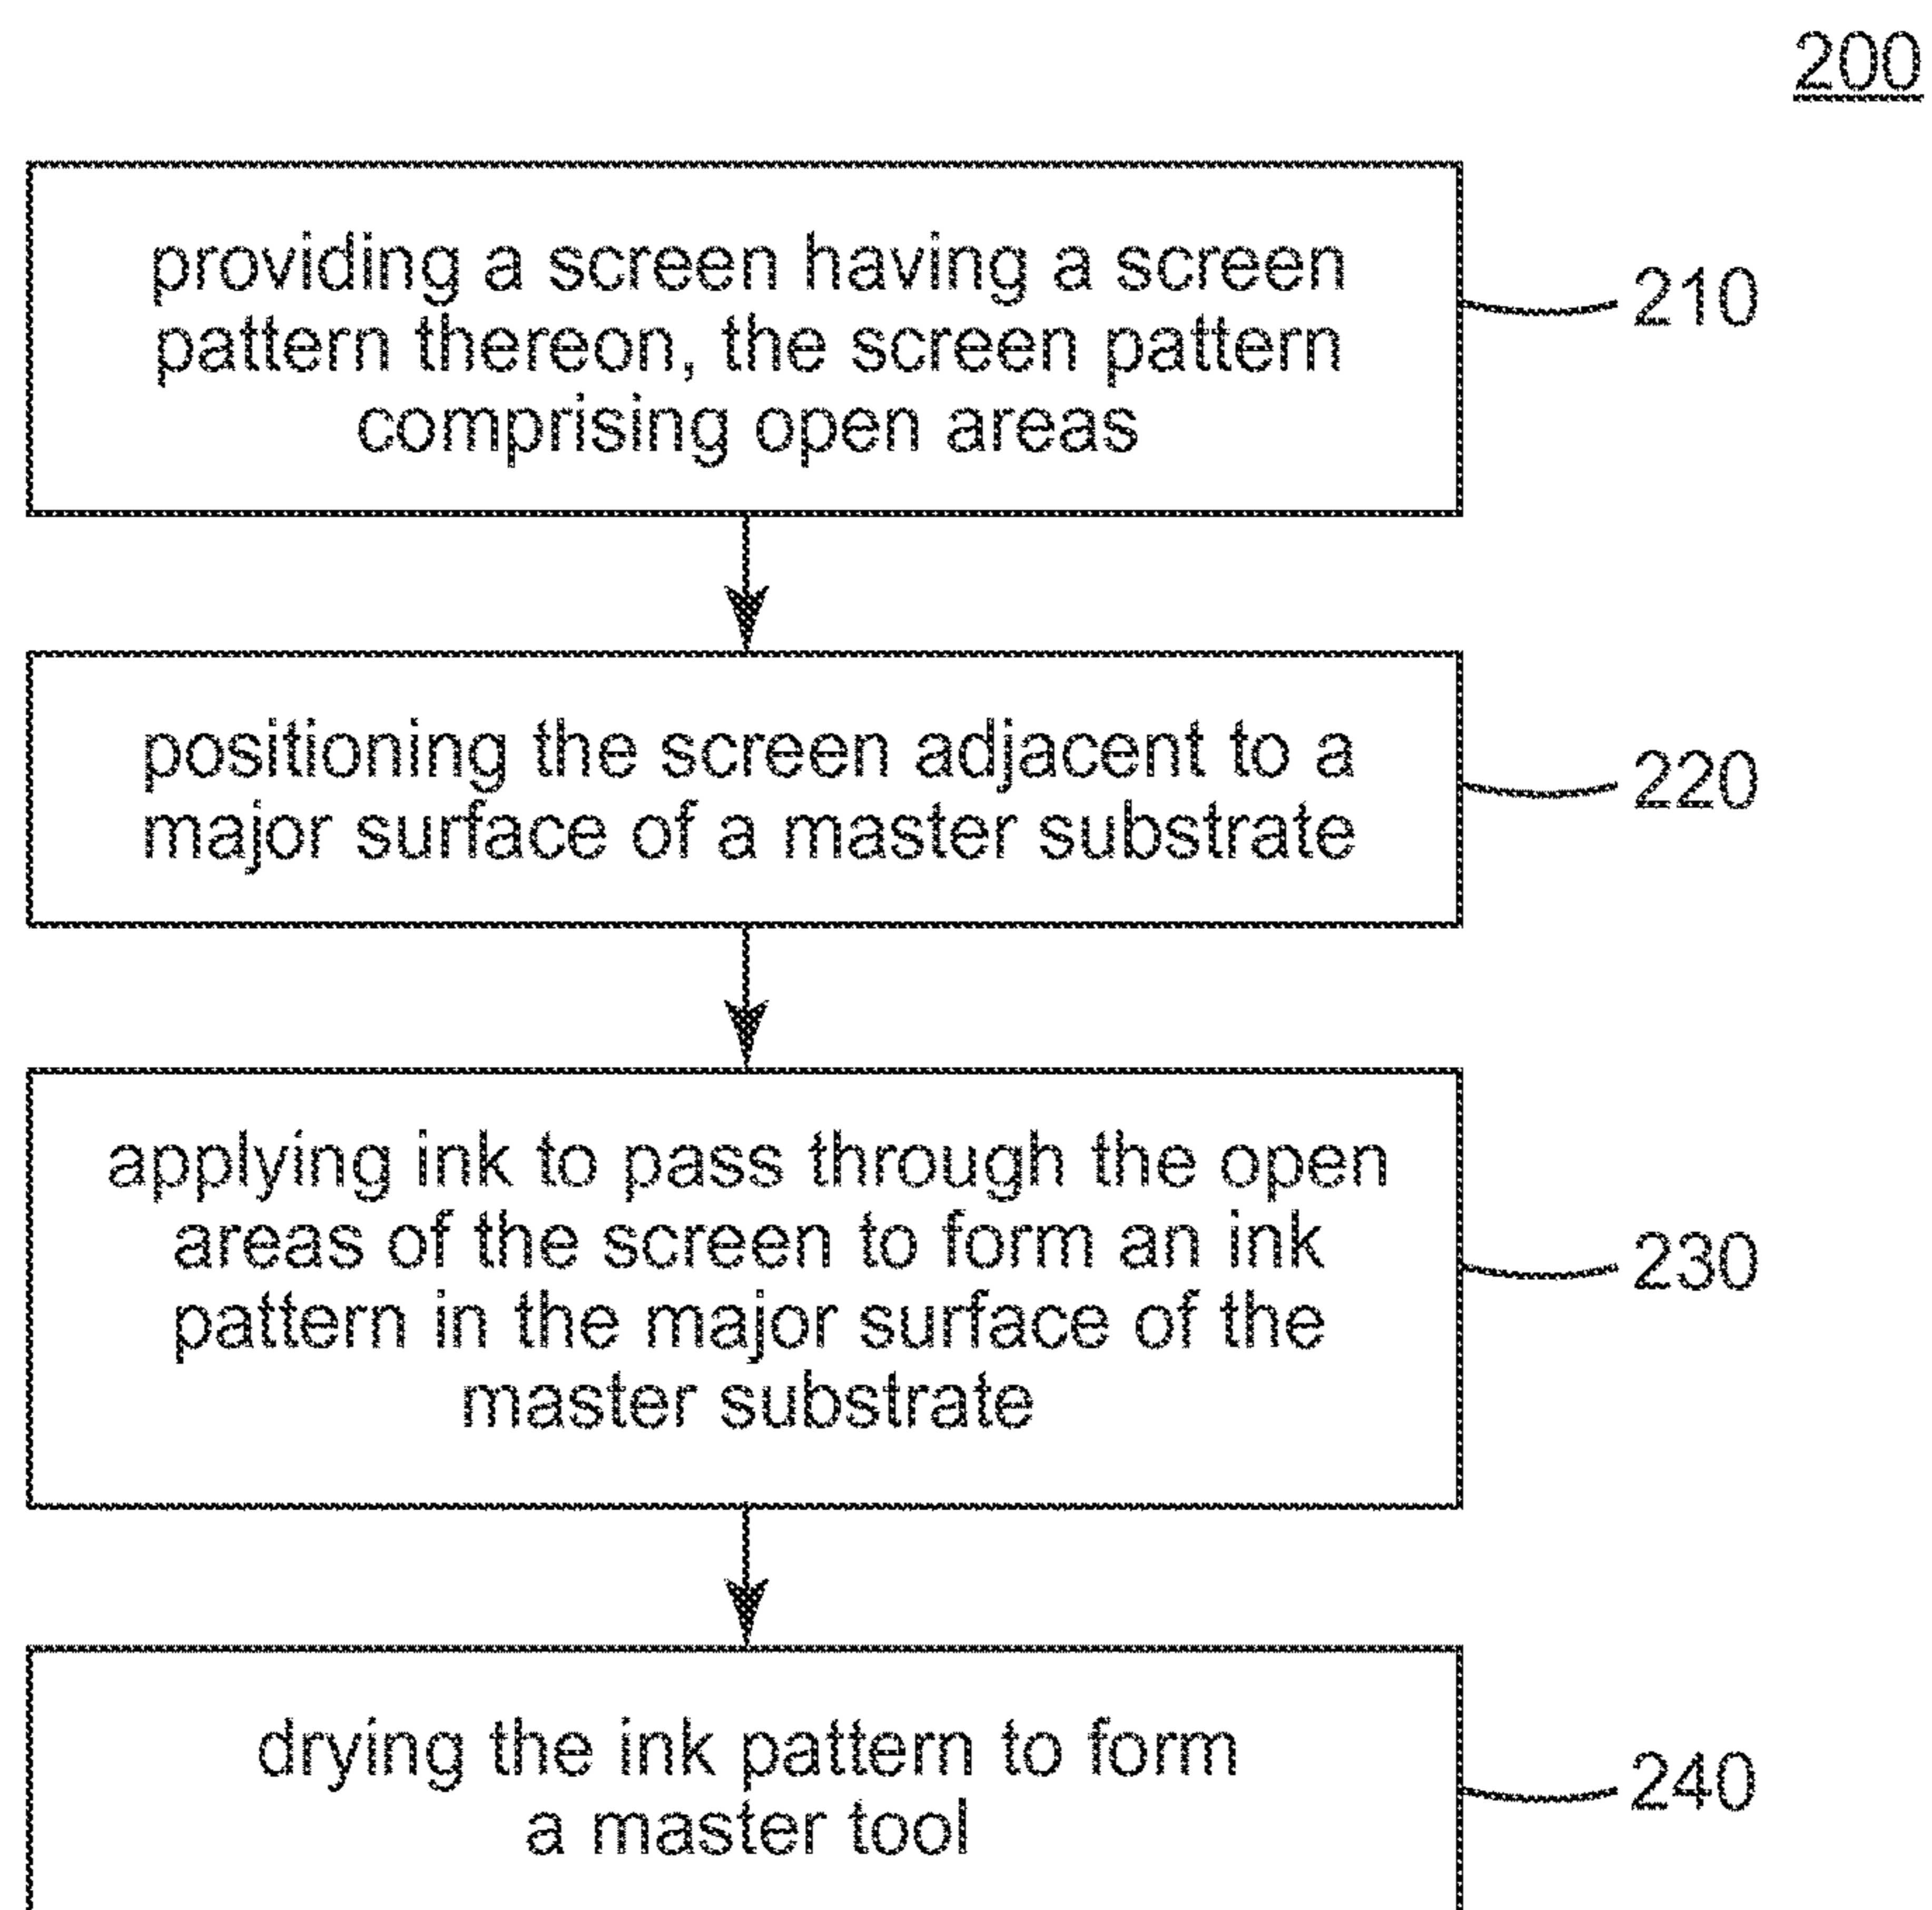 200
providing a screen having a screen
pattern thereon, the screen pattern
comprising open areas
210
positioning the screen adjacent to a
major surface of a master substrate
220
applying ink to pass through the open
areas of the screen to form an ink
pattern in the major surface of the
master substrate
230
drying the ink pattern to form
a master tool
240